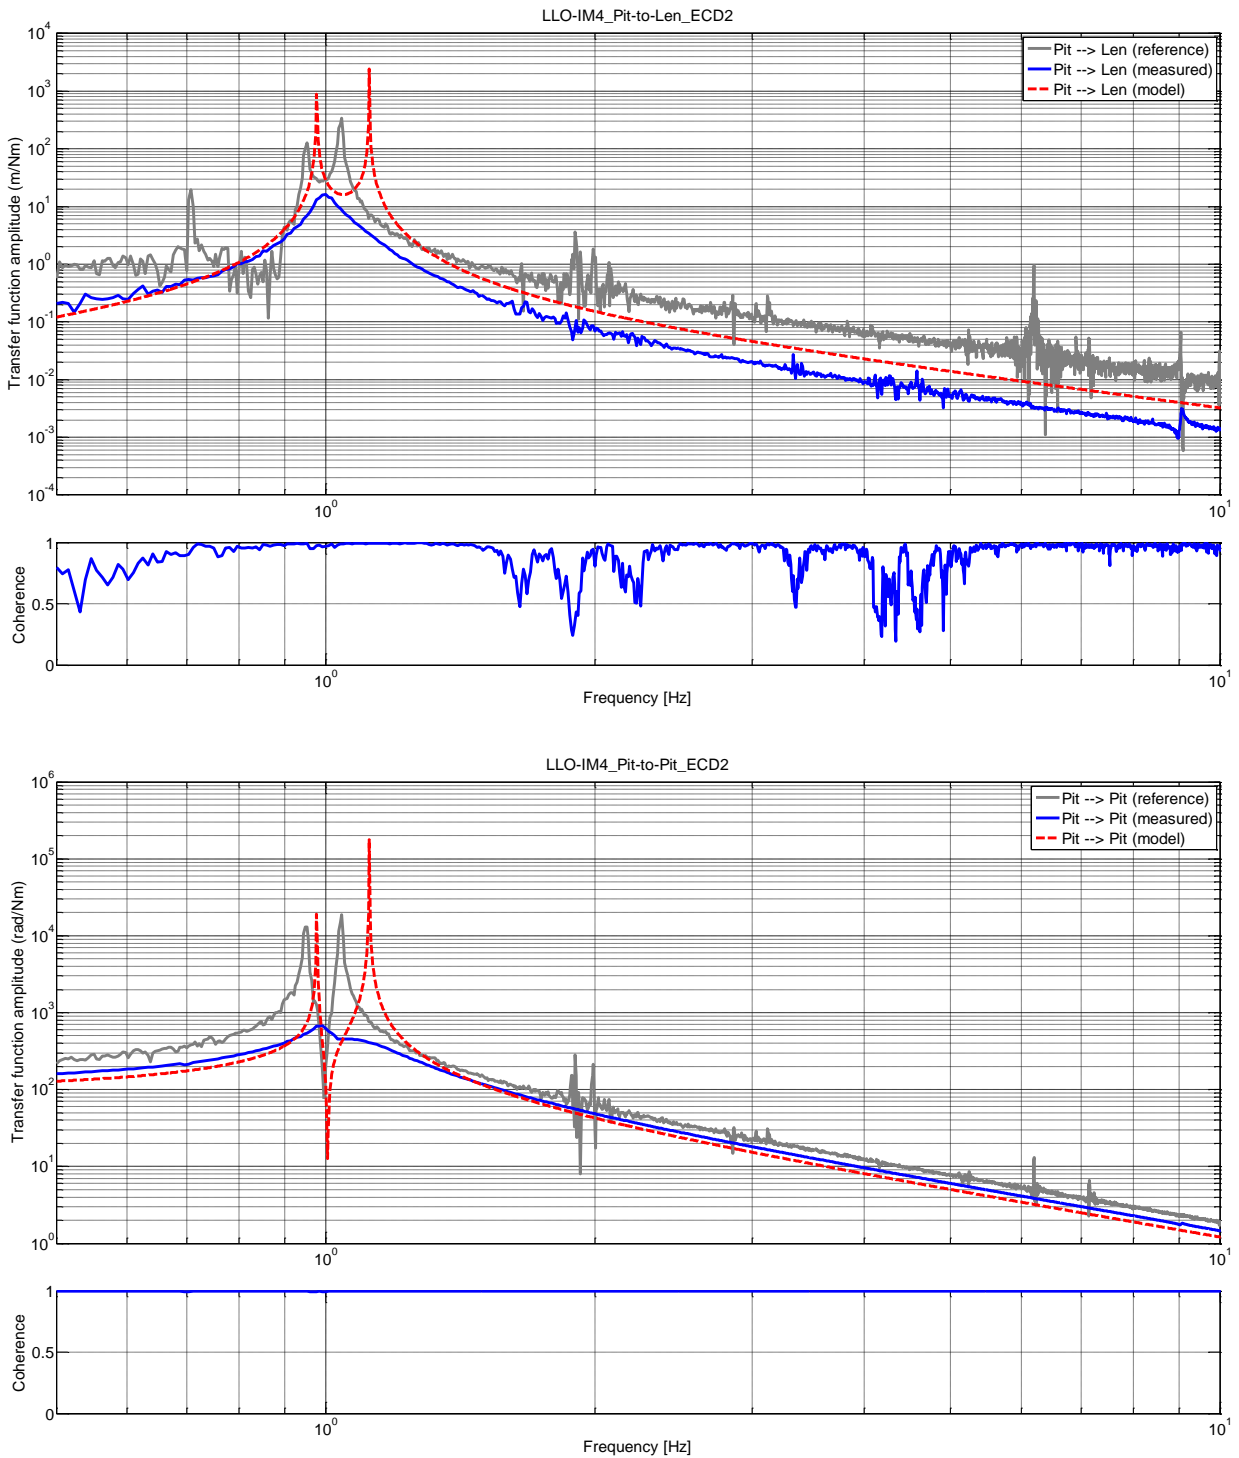 LLO-IM4_Pit-to-Len_ECD2
Transfer function amplitude (m/Nm)
10^4
10^3
10^2
10^1
10^0
10^-1
10^-2
10^-3
10^-4
Pit --> Len (reference)
Pit --> Len (measured)
Pit --> Len (model)
10^0
10^1
Coherence
1
0.5
0
10^0
10^1
Frequency [Hz]
LLO-IM4_Pit-to-Pit_ECD2
Transfer function amplitude (rad/Nm)
10^6
10^5
10^4
10^3
10^2
10^1
10^0
Pit --> Pit (reference)
Pit --> Pit (measured)
Pit --> Pit (model)
10^0
10^1
Coherence
1
0.5
0
10^0
10^1
Frequency [Hz]